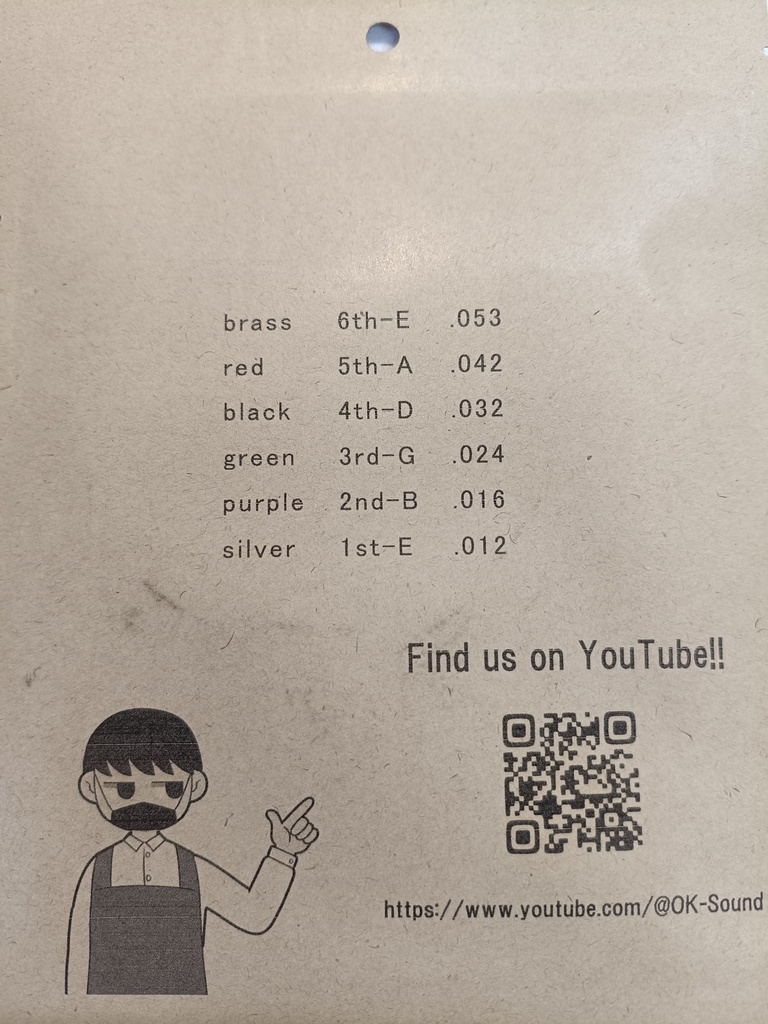 brass 6th-E .053
red 5th-A .042
black 4th-D .032
green 3rd-G .024
purple 2nd-B .016
silver 1st-E .012
Find us on YouTube!!
https://www.youtube.com/@OK-Sound